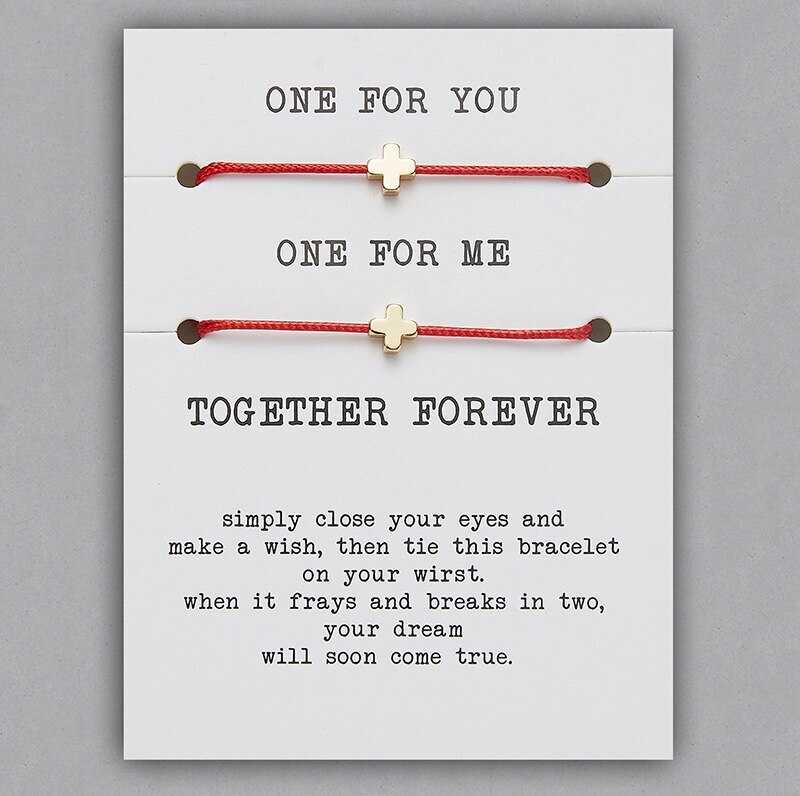 ONE FOR YOU
ONE FOR ME
TOGETHER FOREVER
simply close your eyes and
make a wish, then tie this bracelet
on your wirst.
when it frays and breaks in two,
your dream
will soon come true.